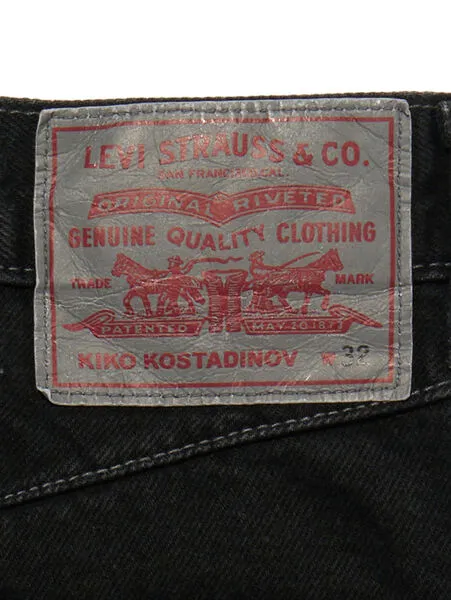 LEVI STRAUSS & CO.
SAN FRANCISCO, CAL.
ORIGINAL RIVETED
GENUINE QUALITY CLOTHING
TRADE MARK
PATENTED MAY 20 1873
KIKO KOSTADINOV W 32